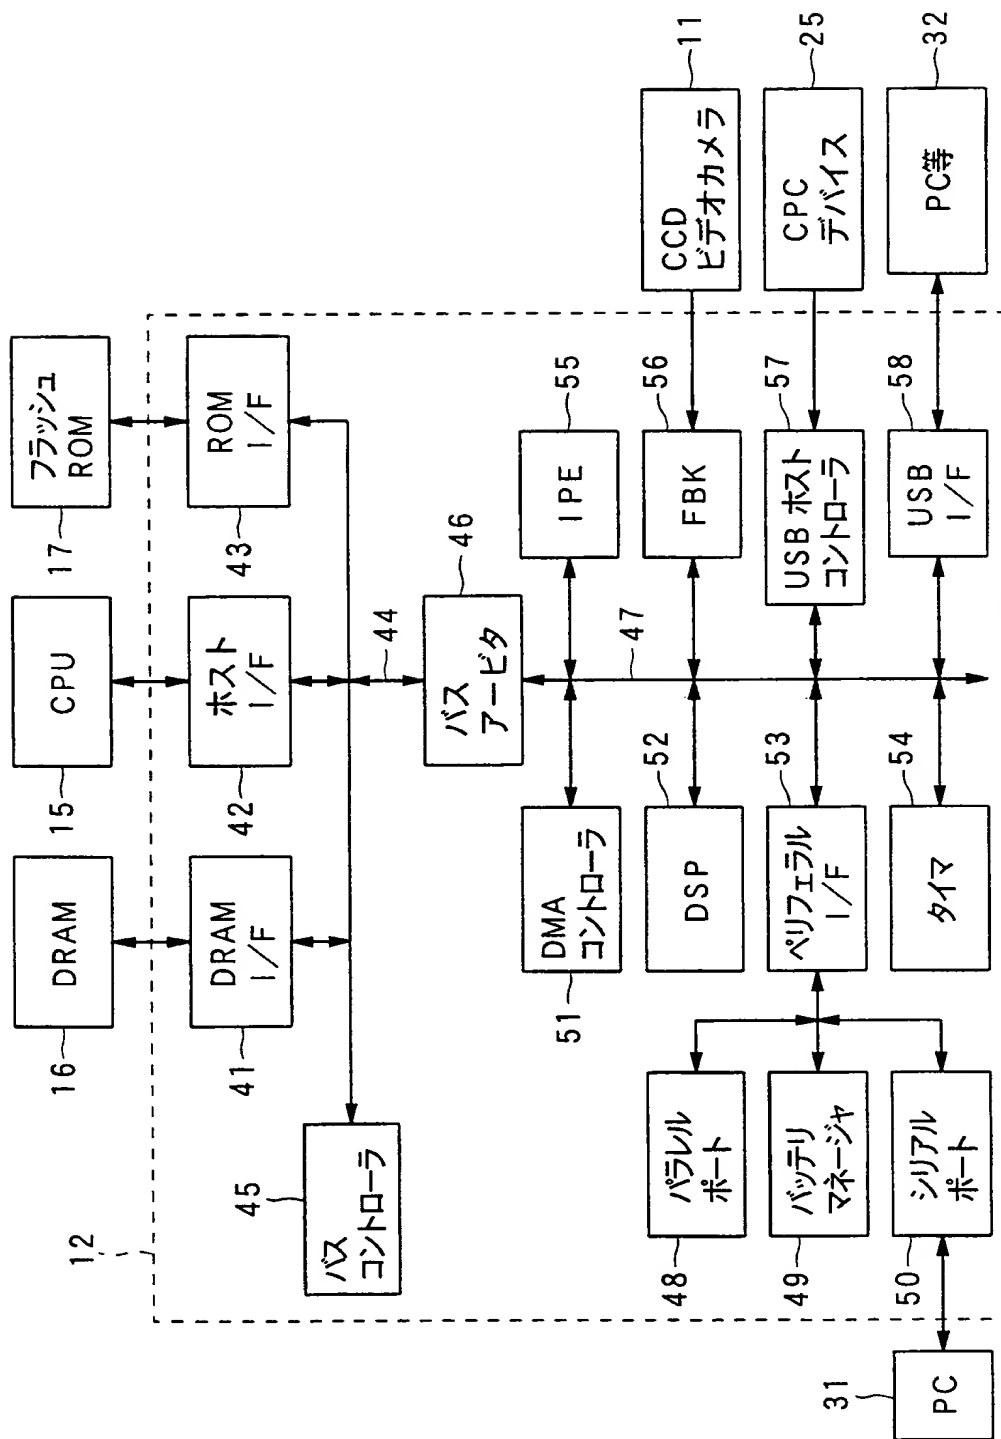 フラッシュ
ROM
17
CPU
15
DRAM
16
ROM
I/F
43
ホスト
I/F
42
DRAM
I/F
41
12
45
バス
コントローラ
44
46
バス
アービタ
47
IPE
55
FBK
56
USB ホスト
コントローラ
57
USB
I/F
58
CCD
ビデオカメラ
11
CPC
デバイス
25
PC等
32
DMA
コントローラ
51
DSP
52
ペリフェラル
I/F
53
タイマ
54
パラレル
ポート
48
バッテリ
マネージャ
49
シリアル
ポート
50
PC
31